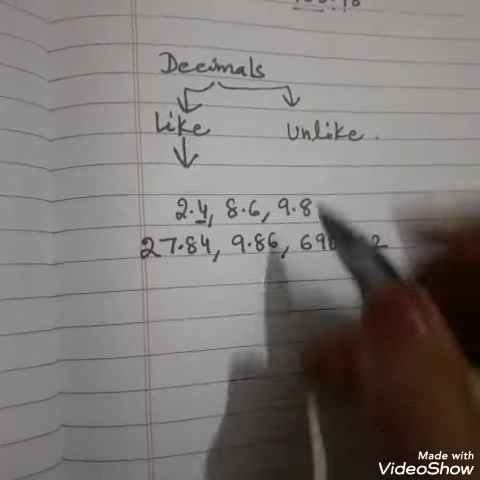 Decimals
Like Unlike.
2.4, 8.6, 9.8
27.84, 9.86,
Made with
VideoShow